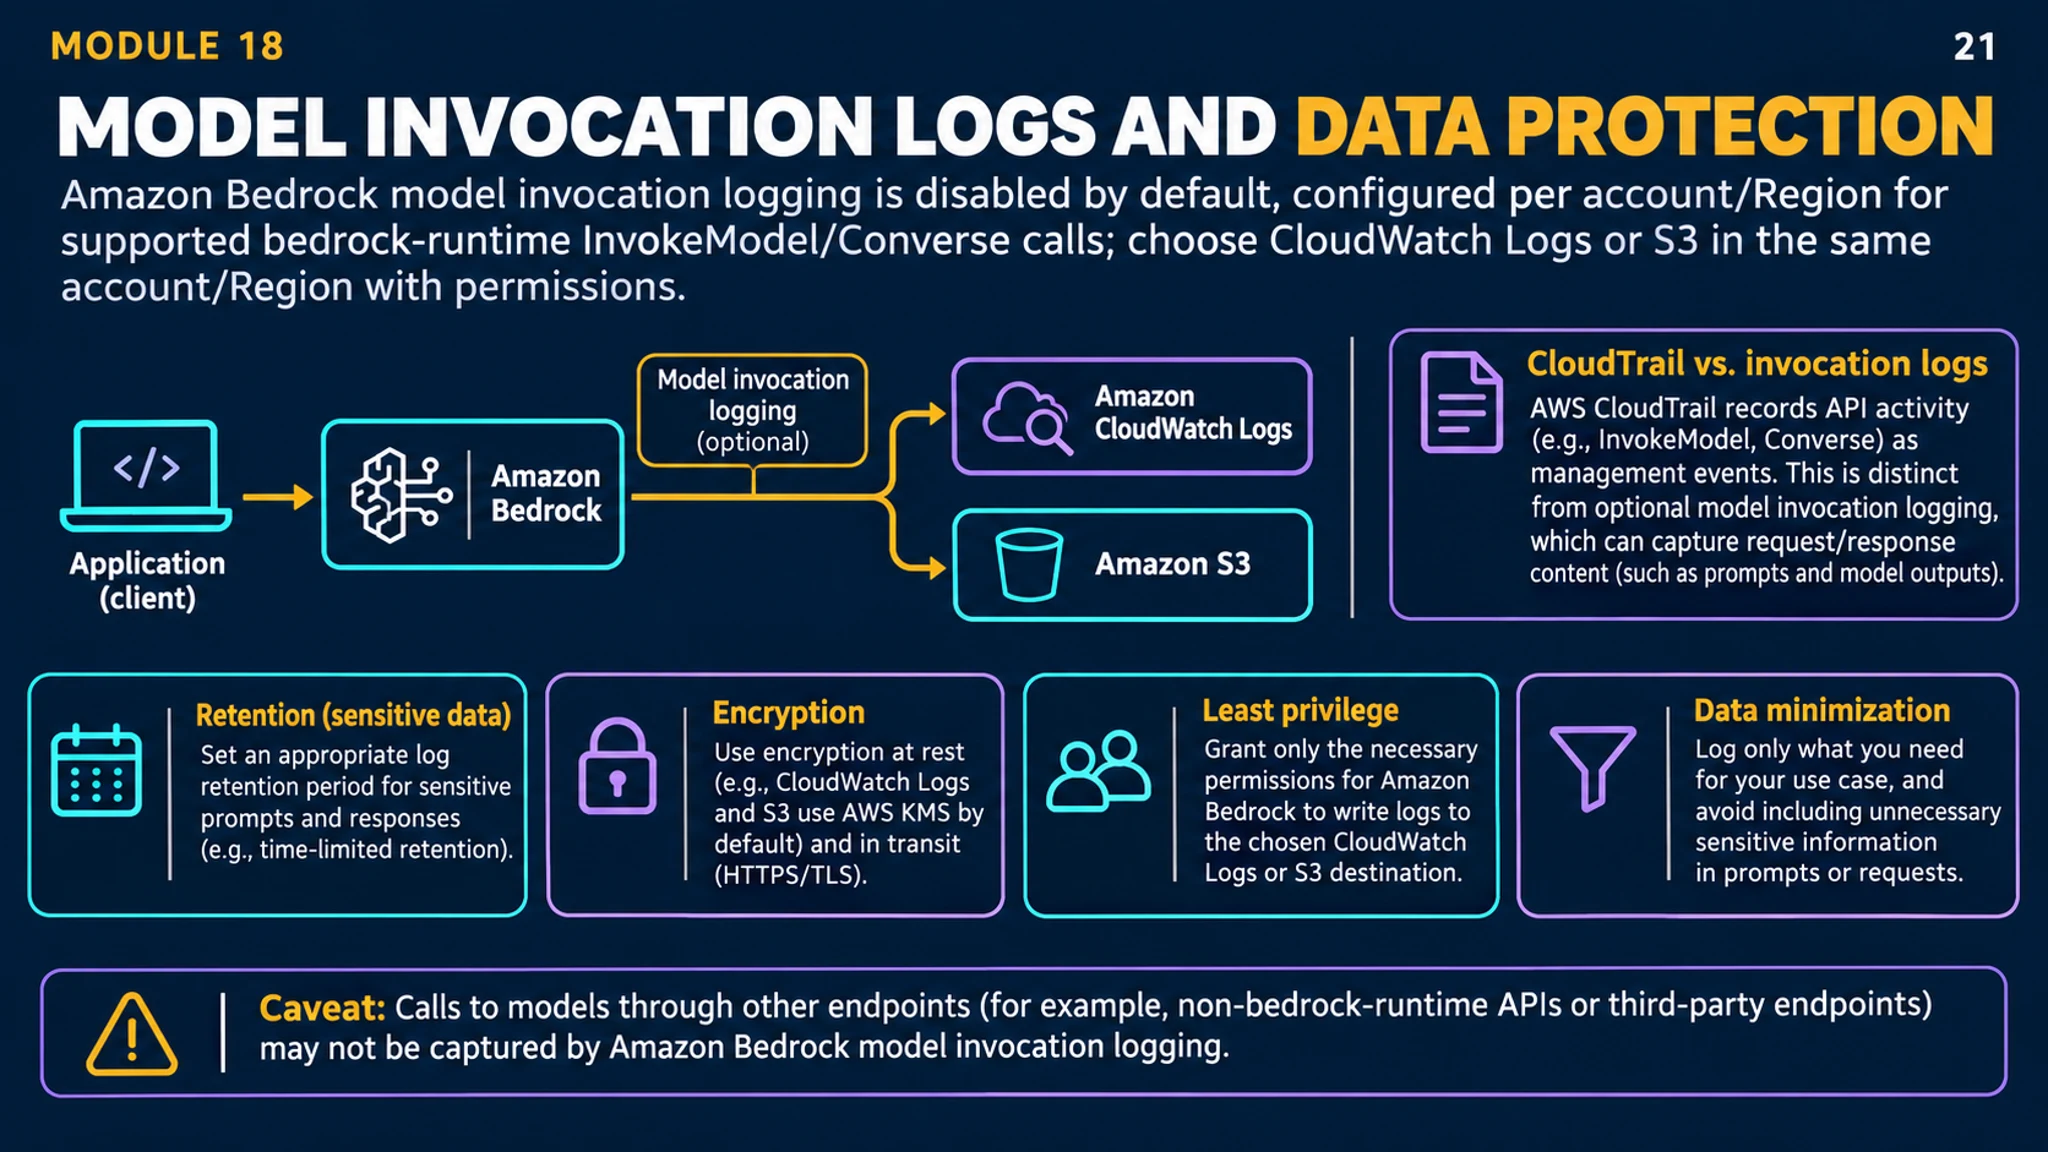 MODULE 18
21
MODEL INVOCATION LOGS AND DATA PROTECTION
Amazon Bedrock model invocation logging is disabled by default, configured per account/Region for
supported bedrock-runtime InvokeModel/Converse calls; choose CloudWatch Logs or S3 in the same
account/Region with permissions.
</>
Application
(client)
Amazon
Bedrock
Model invocation
logging
(optional)
Amazon
CloudWatch Logs
Amazon S3
CloudTrail vs. invocation logs
AWS CloudTrail records API activity
(e.g., InvokeModel, Converse) as
management events. This is distinct
from optional model invocation logging,
which can capture request/response
content (such as prompts and model outputs).
Retention (sensitive data)
Set an appropriate log
retention period for sensitive
prompts and responses
(e.g., time-limited retention).
Encryption
Use encryption at rest
(e.g., CloudWatch Logs
and S3 use AWS KMS by
default) and in transit
(HTTPS/TLS).
Least privilege
Grant only the necessary
permissions for Amazon
Bedrock to write logs to
the chosen CloudWatch
Logs or S3 destination.
Data minimization
Log only what you need
for your use case, and
avoid including unnecessary
sensitive information
in prompts or requests.
Caveat: Calls to models through other endpoints (for example, non-bedrock-runtime APIs or third-party endpoints)
may not be captured by Amazon Bedrock model invocation logging.